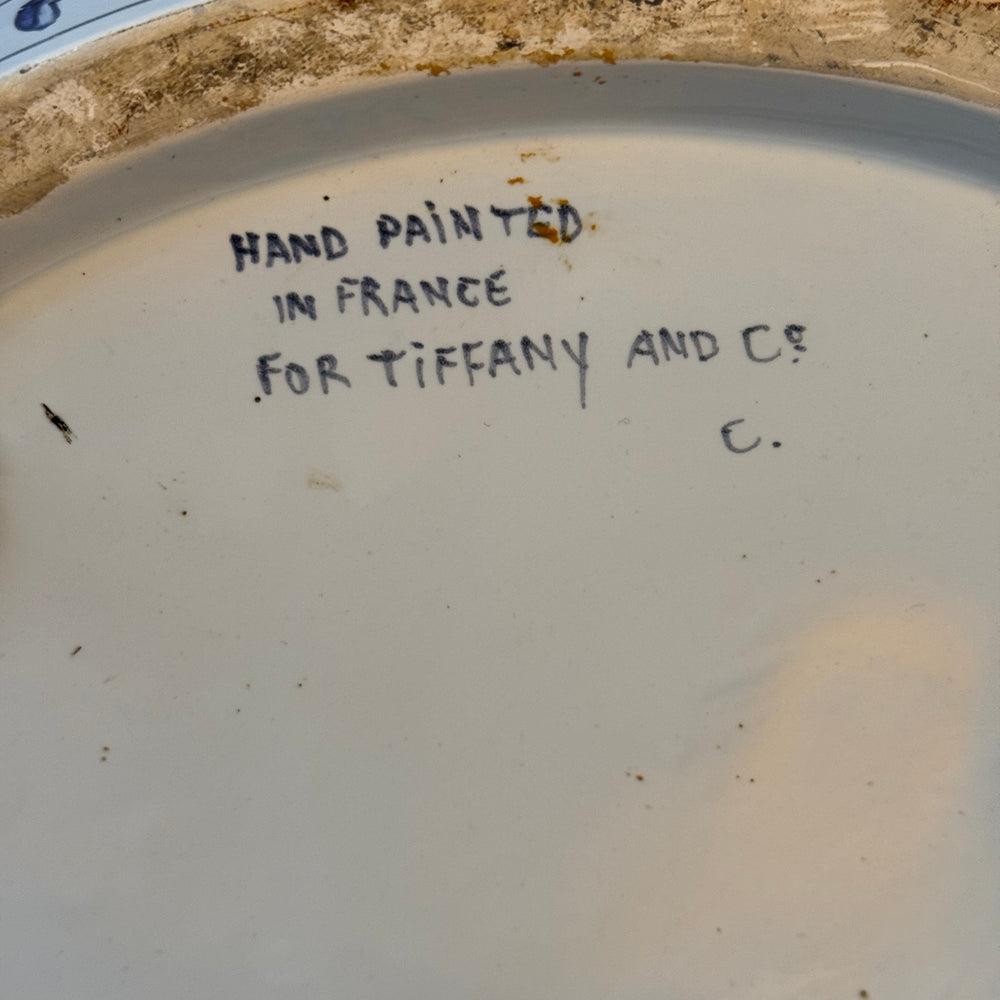 HAND PAiNTED
IN FRANCE
FOR TiFFANY AND Cº
C.